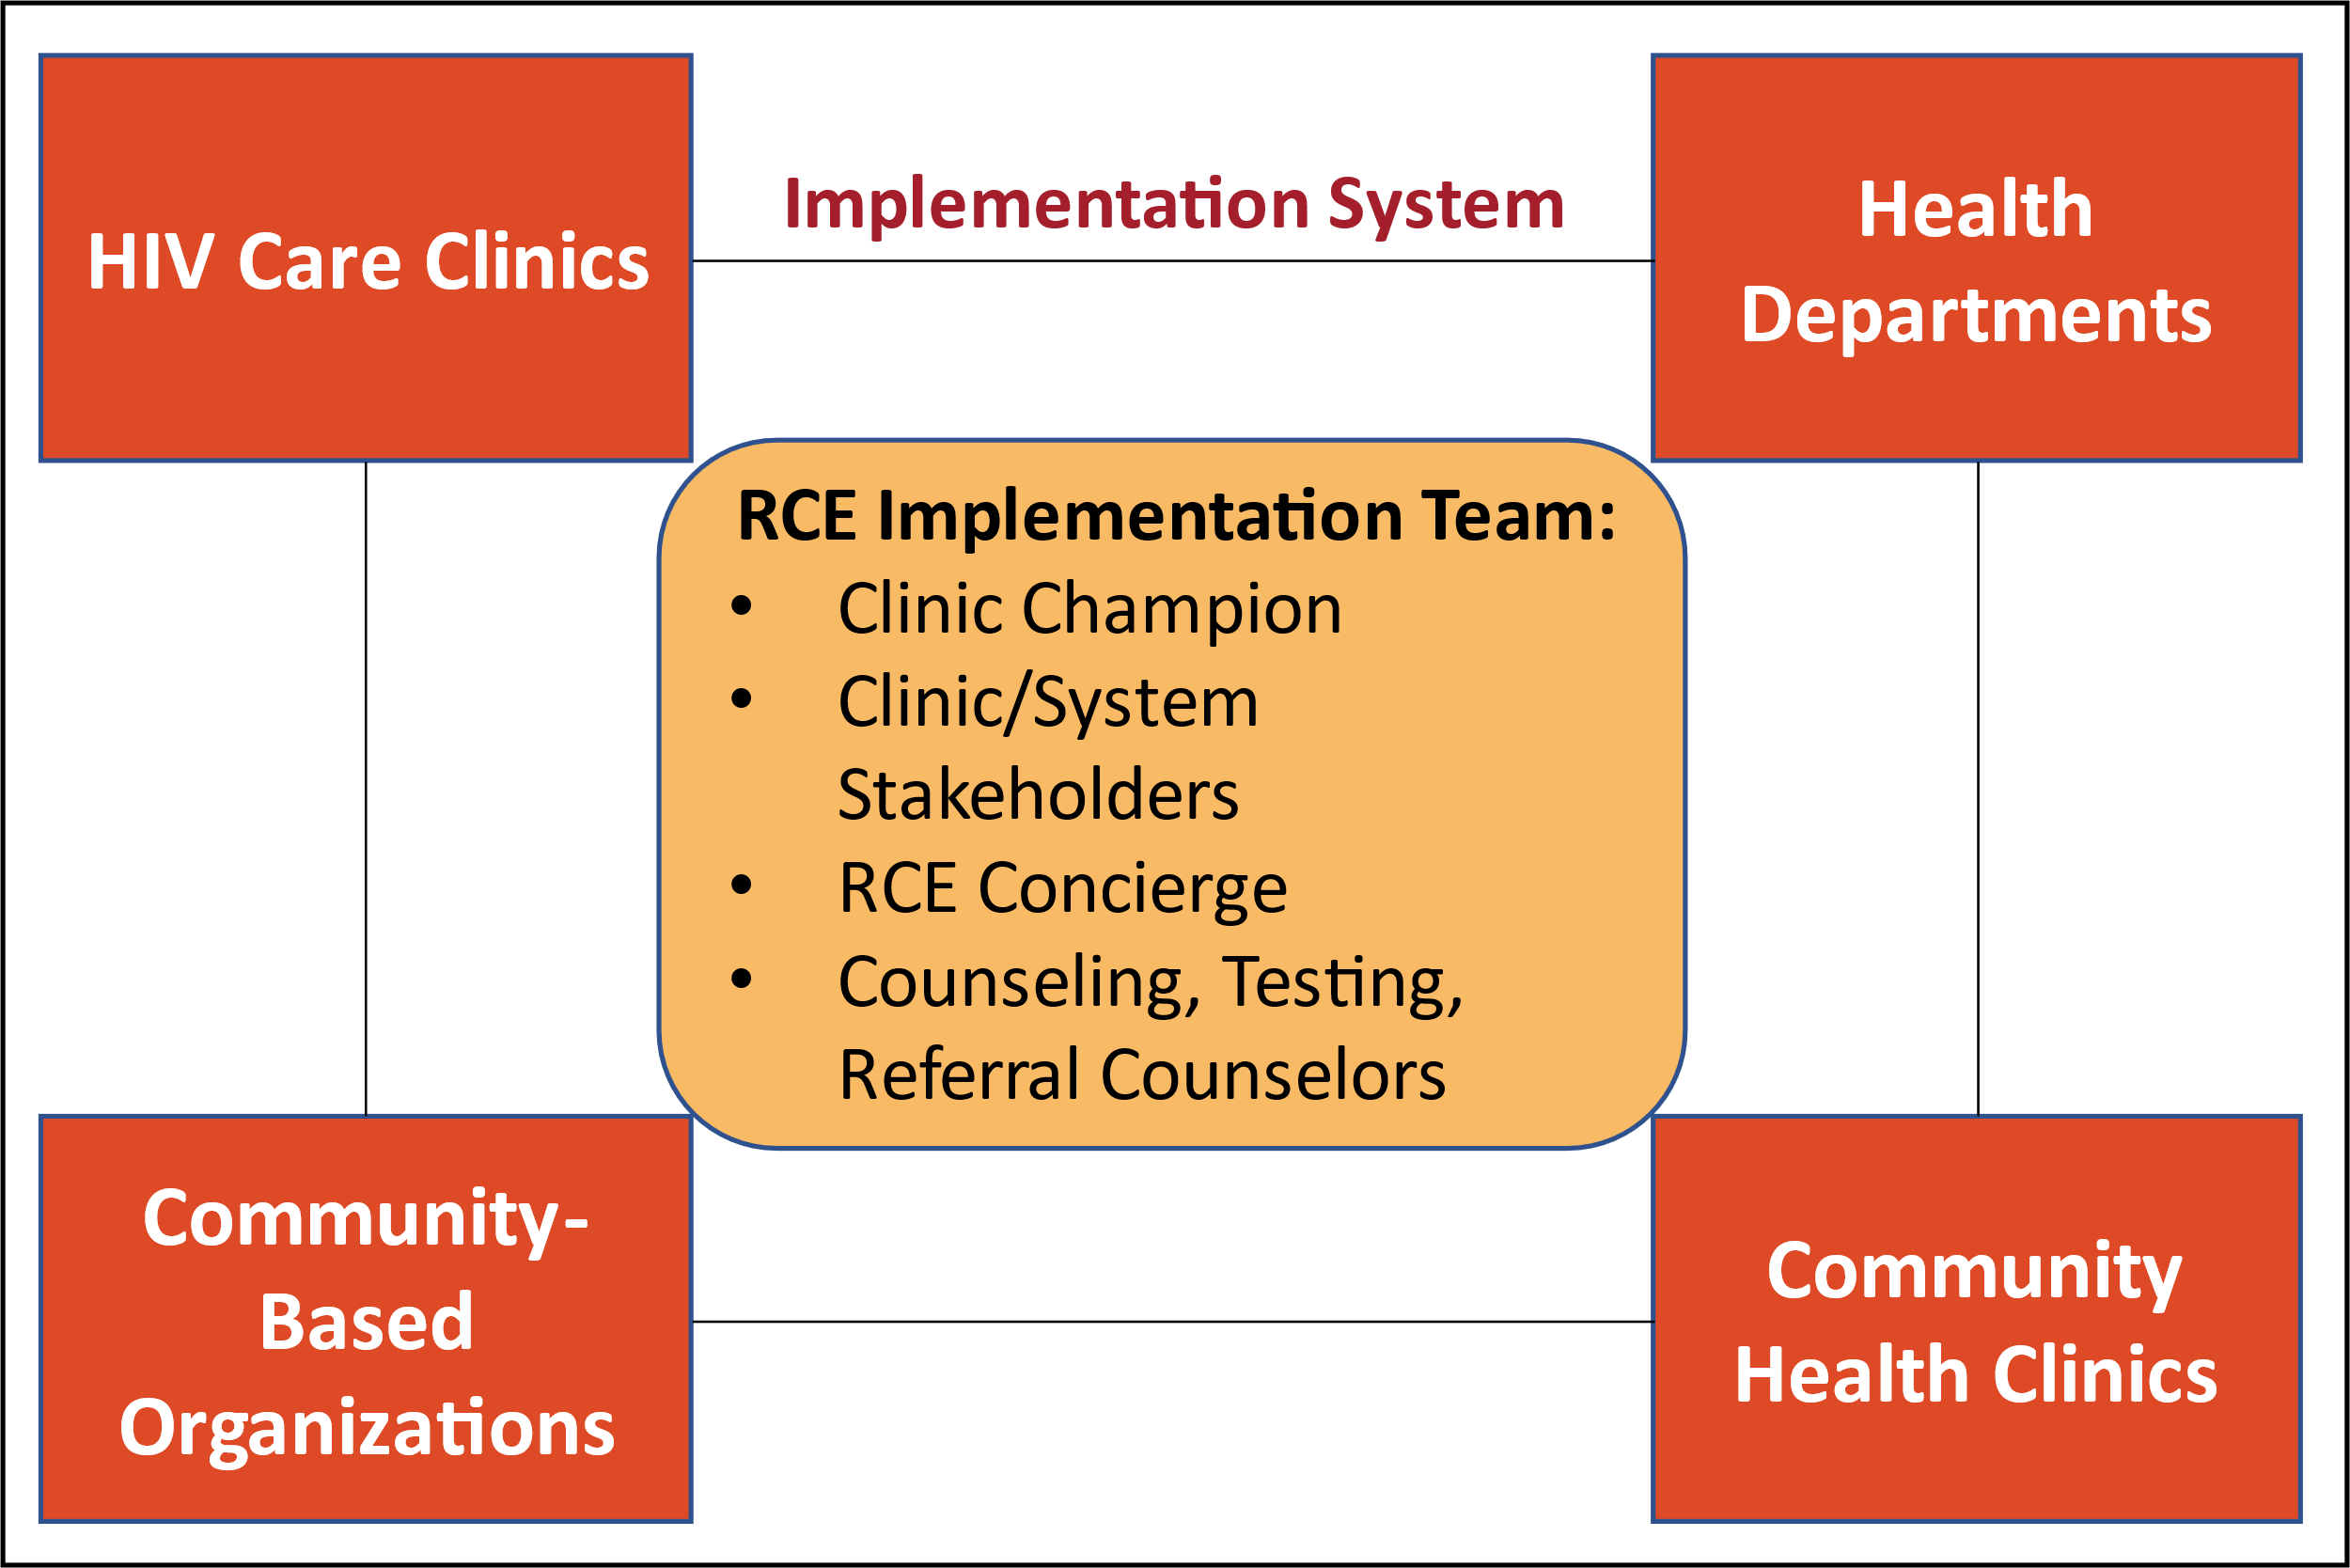 HIV Care Clinics
Implementation System
Health
Departments
RCE Implementation Team:
• Clinic Champion
• Clinic/System
Stakeholders
• RCE Concierge
• Counseling, Testing,
Referral Counselors
Community-
Based
Organizations
Community
Health Clinics